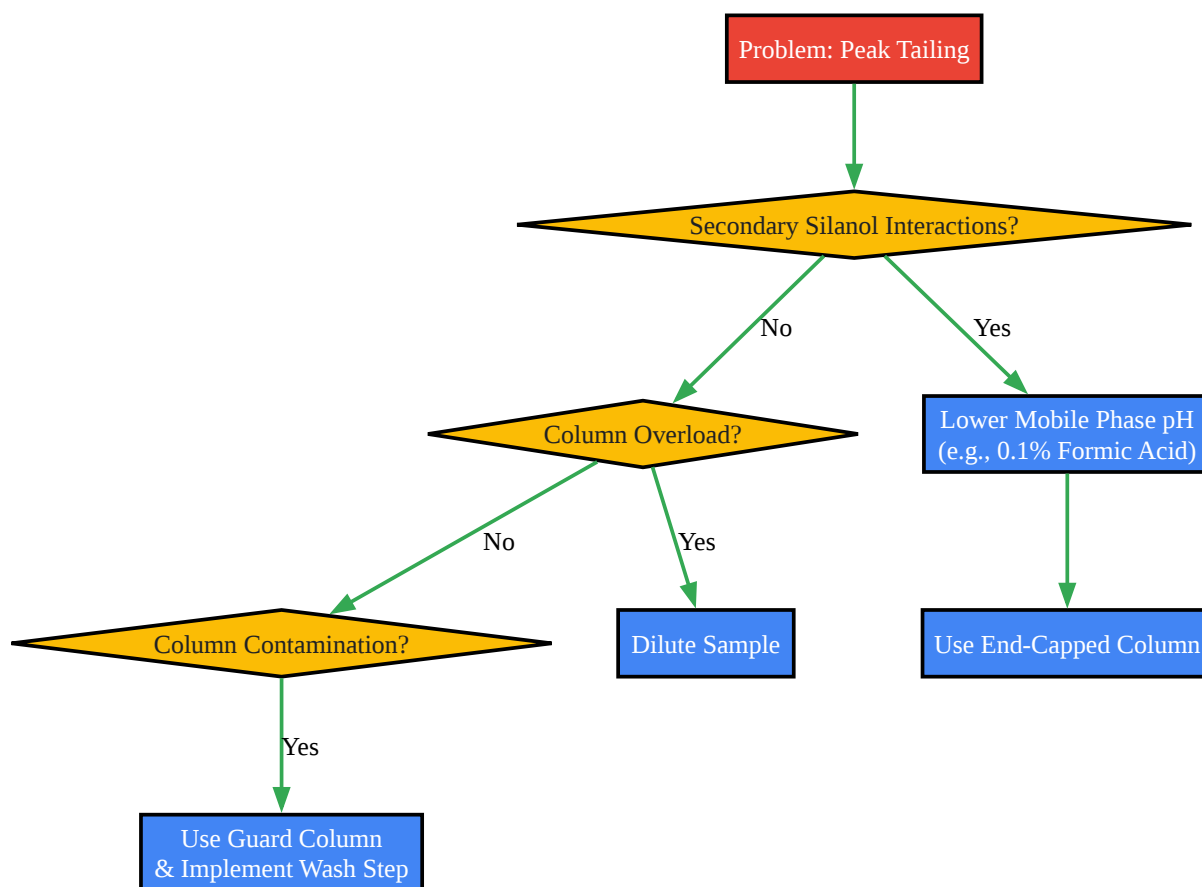 Problem: Peak Tailing
Secondary Silanol Interactions?
No
Yes
Column Overload?
Lower Mobile Phase pH
(e.g., 0.1% Formic Acid)
No
Yes
Column Contamination?
Dilute Sample
Use End-Capped Column
Yes
Use Guard Column
& Implement Wash Step